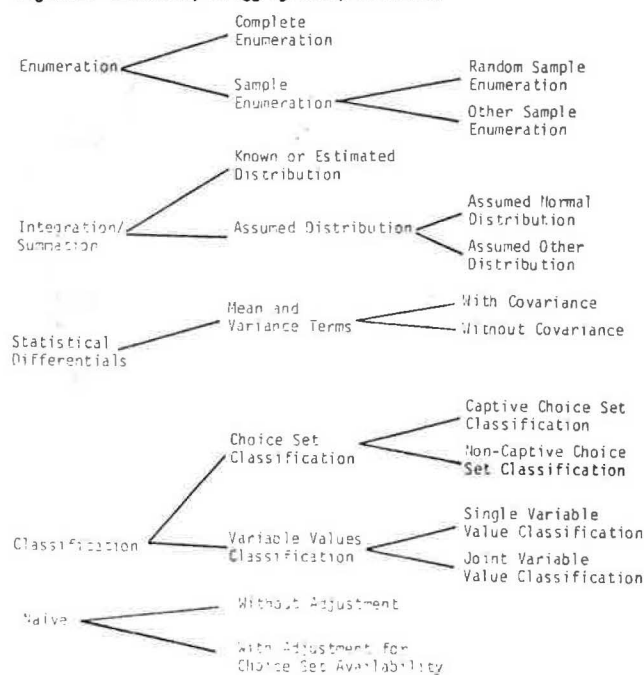 Complete
Enumeration
Enumeration
Sample
Enumeration
Random Sample
Enumeration
Other Sample
Enumeration
Known or Estimated
Distribution
Integration/
Summation
Assumed Distribution
Assumed Normal
Distribution
Assumed Other
Distribution
Mean and
Variance Terms
With Covariance
Without Covariance
Statistical
Differentials
Captive Choice Set
Classification
Choice Set
Classification
Non-Captive Choice
Set Classification
Classification
Variable Values
Classification
Single Variable
Value Classification
Joint Variable
Value Classification
Naive
Without Adjustment
With Adjustment for
Choice Set Availability